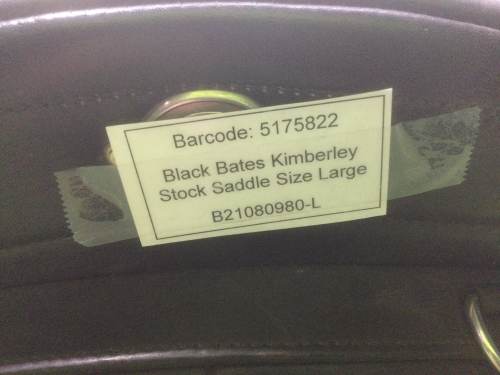 Barcode: 5175822
Black Bates Kimberley
Stock Saddle Size Large
B21080980-L